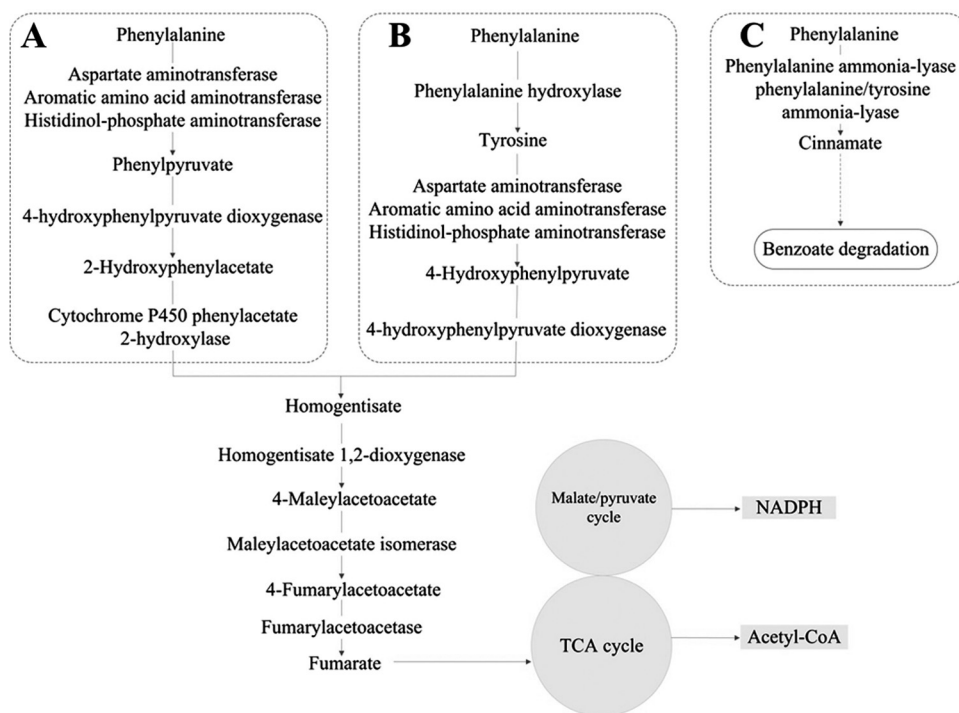 A
Phenylalanine
Aspartate aminotransferase
Aromatic amino acid aminotransferase
Histidinol-phosphate aminotransferase
Phenylpyruvate
4-hydroxyphenylpyruvate dioxygenase
2-Hydroxyphenylacetate
Cytochrome P450 phenylacetate
2-hydroxylase
B
Phenylalanine
Phenylalanine hydroxylase
Tyrosine
Aspartate aminotransferase
Aromatic amino acid aminotransferase
Histidinol-phosphate aminotransferase
4-Hydroxyphenylpyruvate
4-hydroxyphenylpyruvate dioxygenase
C
Phenylalanine
Phenylalanine ammonia-lyase
phenylalanine/tyrosine
ammonia-lyase
Cinnamate
Benzoate degradation
Homogentisate
Homogentisate 1,2-dioxygenase
4-Maleylacetoacetate
Maleylacetoacetate isomerase
4-Fumarylacetoacetate
Fumarylacetoacetase
Fumarate
Malate/pyruvate
cycle
NADPH
TCA cycle
Acetyl-CoA